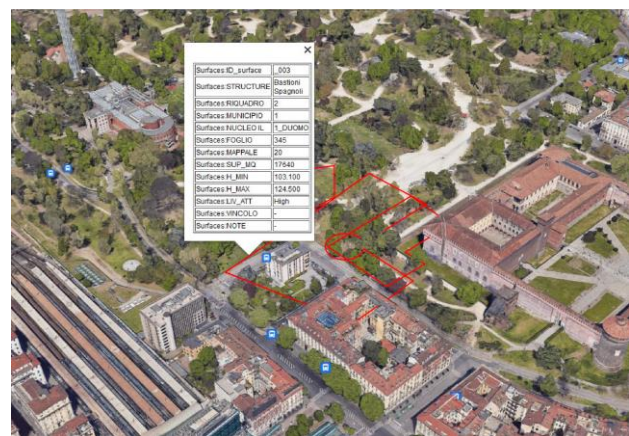 ×
Surfaces:ID_surface _003
Surfaces:STRUCTURE Bastioni
Spagnoli
Surfaces:RIQUADRO 2
Surfaces:MUNICIPIO 1
Surfaces:NUCLEO IL 1_DUOMO
Surfaces:FOGLIO 345
Surfaces:MAPPALE 20
Surfaces:SUP_MQ 17640
Surfaces:H_MIN 103.100
Surfaces:H_MAX 124.500
Surfaces:LIV_ATT High
Surfaces:VINCOLO -
Surfaces:NOTE -